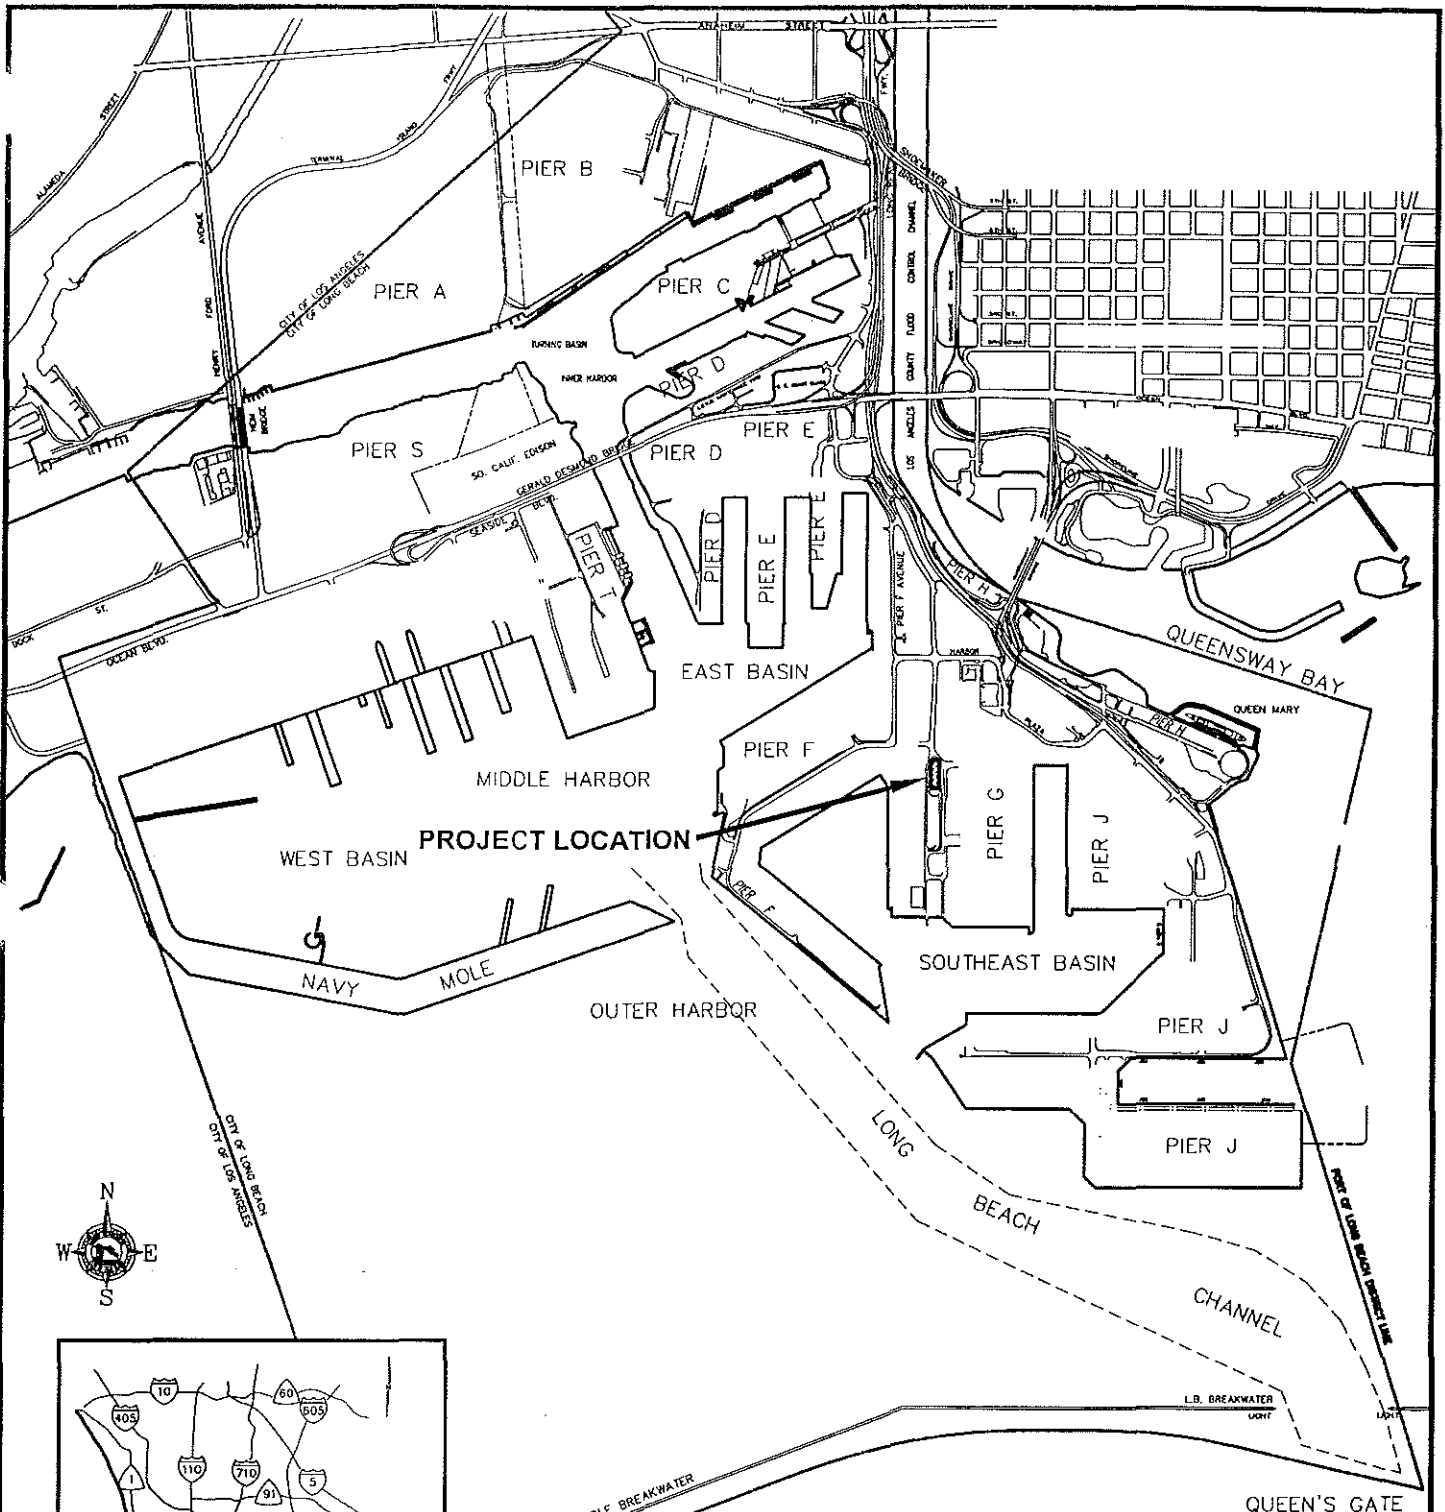 ANAHEIM STREET
FWY.
FWY
STREET
ALAMEDA
TERMINAL ISLAND
PIER B
SHOEMAKER BRIDGE
AVENUE
CHANNEL
CITY OF LOS ANGELES
CITY OF LONG BEACH
PIER A
PIER C
CONTROL
FORD
FLOOD
TURNING BASIN
HENRY
INNER HARBOR
PIER D
COUNTY
PIER S
SO. CALIF. EDISON
GERALD DESMOND BRIDGE
PIER D
PIER E
ANGELES
LOS
SHORELINE
DRIVE
SEASIDE BLVD.
PIER T
PIER D
PIER E
PIER E
PIER F AVENUE
PIER H
DOCK ST.
OCEAN BLVD.
HARBOR
PLAZA
QUEENSWAY BAY
EAST BASIN
QUEEN MARY
PIER H
PIER F
MIDDLE HARBOR
PROJECT LOCATION
PIER G
PIER J
WEST BASIN
PIER F
SOUTHEAST BASIN
NAVY MOLE
OUTER HARBOR
PIER J
PIER J
LONG BEACH CHANNEL
CITY OF LONG BEACH
CITY OF LOS ANGELES
PORT OF LONG BEACH DISTRICT LINE
N
W E
S
10
60
405
605
110
710
5
1
91
L.B. BREAKWATER
LIGHT
LIGHT
BREAKWATER
QUEEN'S GATE